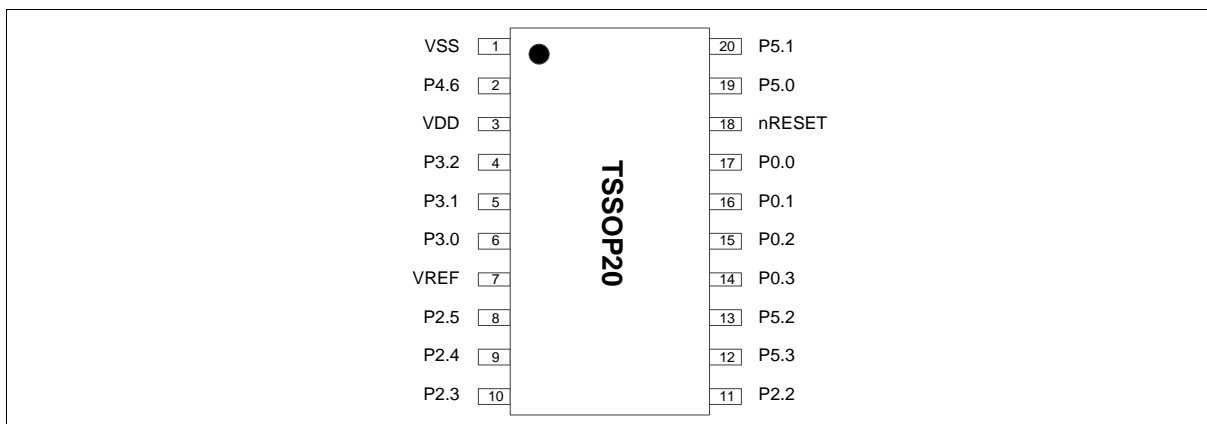 VSS 1 20 P5.1
P4.6 2 19 P5.0
VDD 3 18 nRESET
P3.2 4 17 P0.0
P3.1 5 16 P0.1
P3.0 6 15 P0.2
VREF 7 14 P0.3
P2.5 8 13 P5.2
P2.4 9 12 P5.3
P2.3 10 11 P2.2
TSSOP20